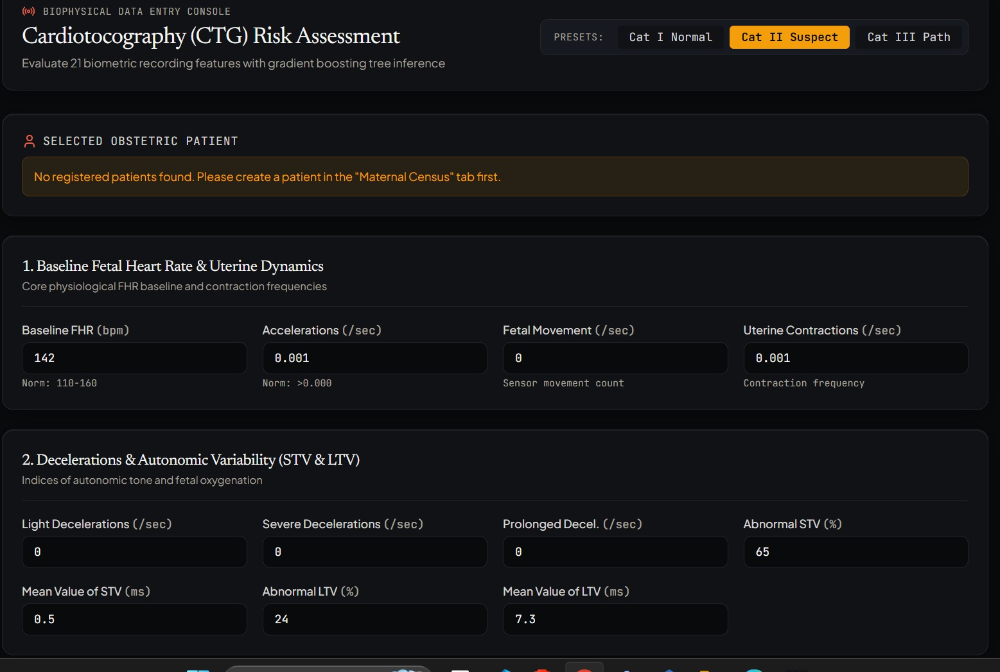 BIOPHYSICAL DATA ENTRY CONSOLE
Cardiotocography (CTG) Risk Assessment
Evaluate 21 biometric recording features with gradient boosting tree inference
PRESETS: Cat I Normal Cat II Suspect Cat III Path
SELECTED OBSTETRIC PATIENT
No registered patients found. Please create a patient in the "Maternal Census" tab first.
1. Baseline Fetal Heart Rate & Uterine Dynamics
Core physiological FHR baseline and contraction frequencies
Baseline FHR (bpm) Accelerations (/sec) Fetal Movement (/sec) Uterine Contractions (/sec)
142 0.001 0 0.001
Norm: 110-160 Norm: >0.000 Sensor movement count Contraction frequency
2. Decelerations & Autonomic Variability (STV & LTV)
Indices of autonomic tone and fetal oxygenation
Light Decelerations (/sec) Severe Decelerations (/sec) Prolonged Decel. (/sec) Abnormal STV (%)
0 0 0 65
Mean Value of STV (ms) Abnormal LTV (%) Mean Value of LTV (ms)
0.5 24 7.3